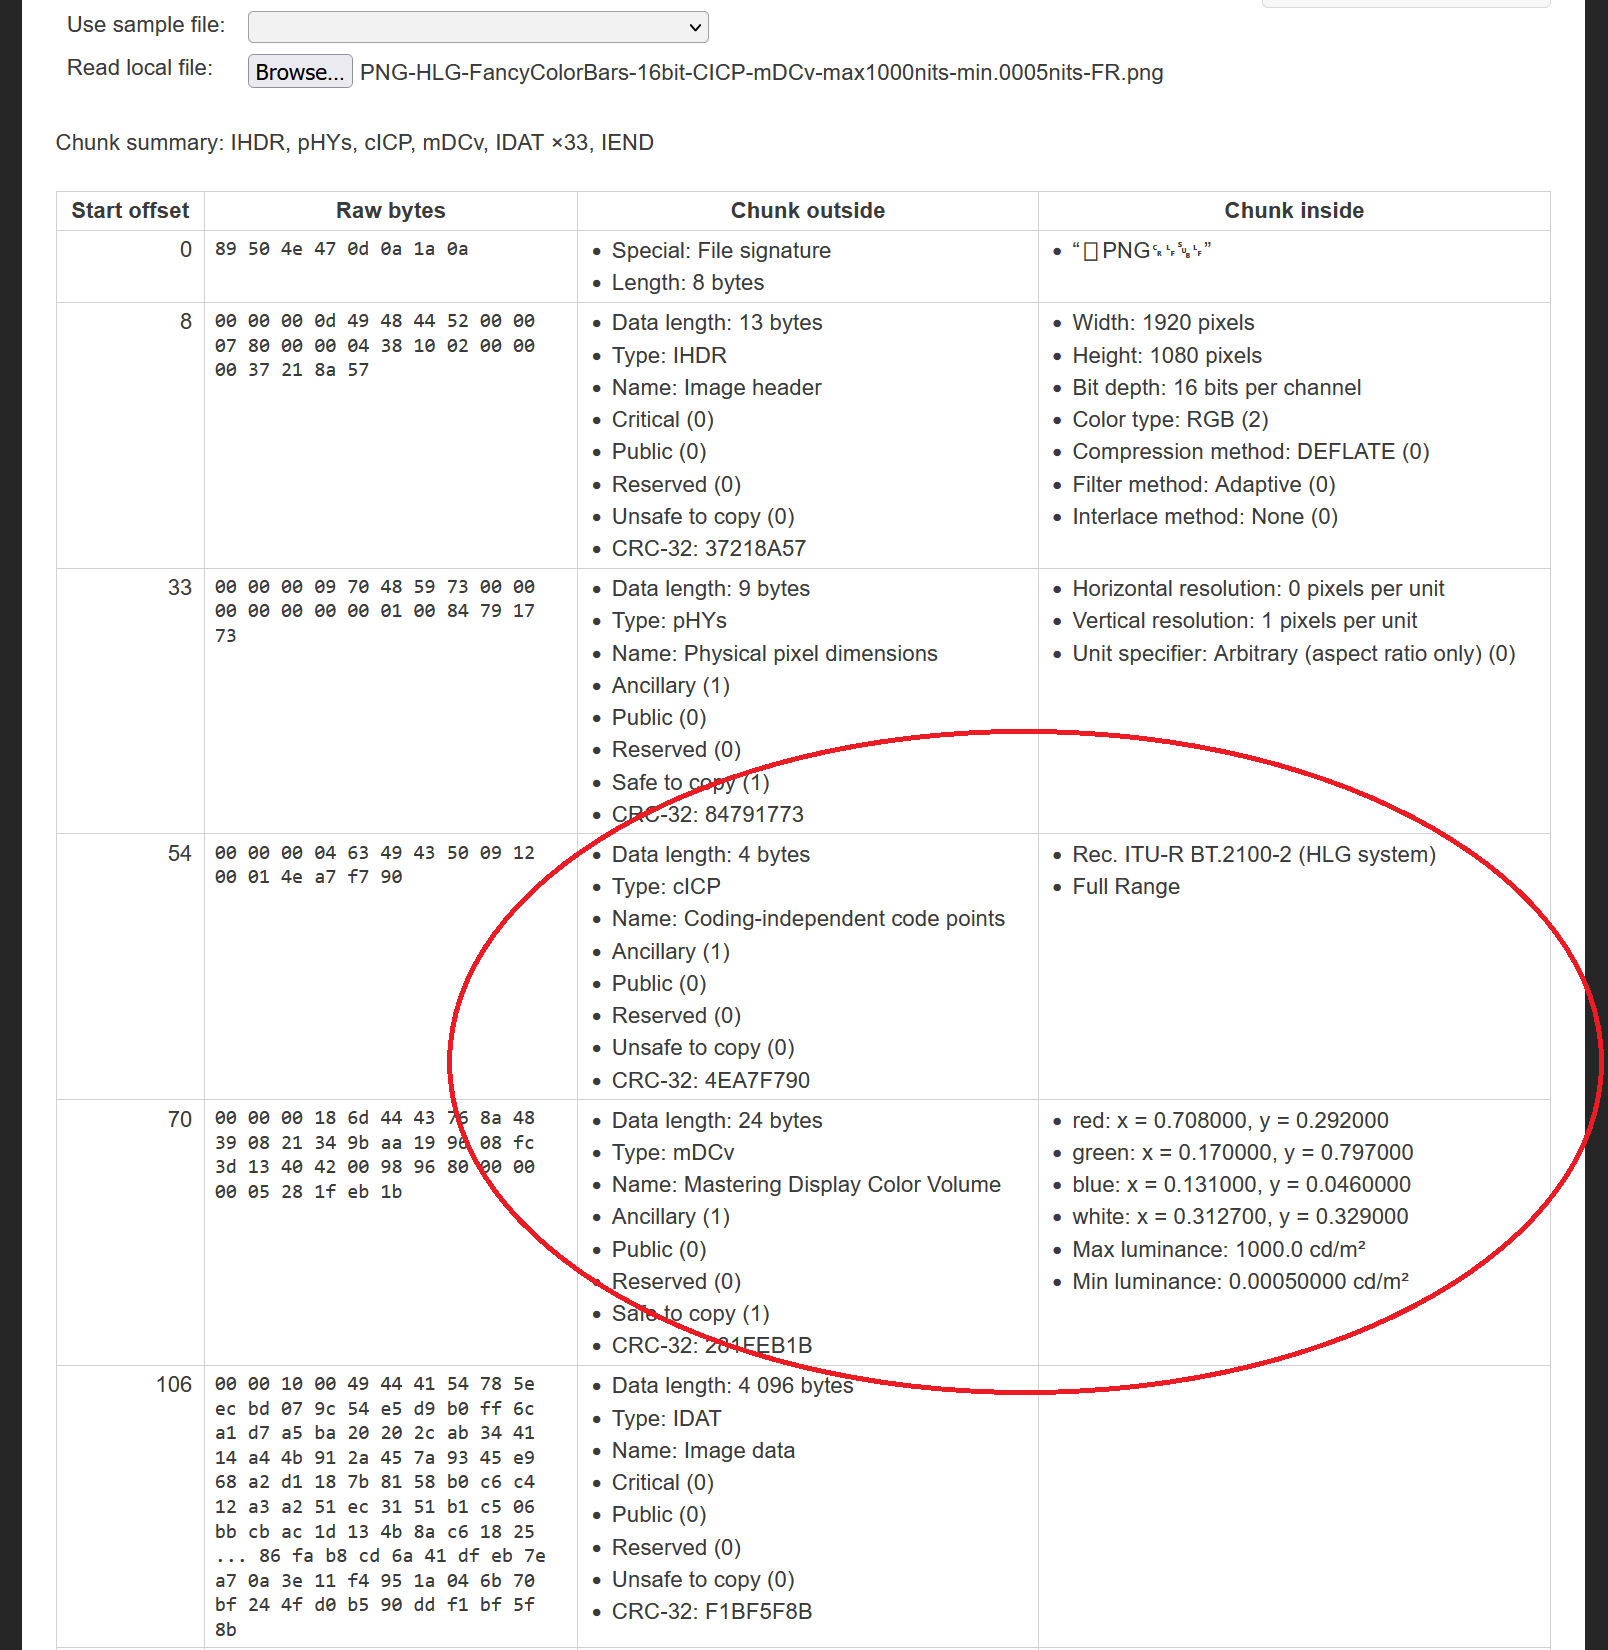 Use sample file:
Read local file: Browse... PNG-HLG-FancyColorBars-16bit-CICP-mDCv-max1000nits-min.0005nits-FR.png
Chunk summary: IHDR, pHYs, cICP, mDCv, IDAT ×33, IEND
Start offset Raw bytes Chunk outside Chunk inside
0
89 50 4e 47 0d 0a 1a 0a
• Special: File signature
• Length: 8 bytes
• “PNG␍␊␚␊”
8
00 00 00 0d 49 48 44 52 00 00
07 80 00 00 04 38 10 02 00 00
00 37 21 8a 57
• Data length: 13 bytes
• Type: IHDR
• Name: Image header
• Critical (0)
• Public (0)
• Reserved (0)
• Unsafe to copy (0)
• CRC-32: 37218A57
• Width: 1920 pixels
• Height: 1080 pixels
• Bit depth: 16 bits per channel
• Color type: RGB (2)
• Compression method: DEFLATE (0)
• Filter method: Adaptive (0)
• Interlace method: None (0)
33
00 00 00 09 70 48 59 73 00 00
00 00 00 00 00 01 00 84 79 17
73
• Data length: 9 bytes
• Type: pHYs
• Name: Physical pixel dimensions
• Ancillary (1)
• Public (0)
• Reserved (0)
• Safe to copy (1)
• CRC-32: 84791773
• Horizontal resolution: 0 pixels per unit
• Vertical resolution: 1 pixels per unit
• Unit specifier: Arbitrary (aspect ratio only) (0)
54
00 00 00 04 63 49 43 50 09 12
00 01 4e a7 f7 90
• Data length: 4 bytes
• Type: cICP
• Name: Coding-independent code points
• Ancillary (1)
• Public (0)
• Reserved (0)
• Unsafe to copy (0)
• CRC-32: 4EA7F790
• Rec. ITU-R BT.2100-2 (HLG system)
• Full Range
70
00 00 00 18 6d 44 43 76 8a 48
39 08 21 34 9b aa 19 96 08 fc
3d 13 40 42 00 98 96 80 00 00
00 05 28 1f eb 1b
• Data length: 24 bytes
• Type: mDCv
• Name: Mastering Display Color Volume
• Ancillary (1)
• Public (0)
• Reserved (0)
• Safe to copy (1)
• CRC-32: 281FEB1B
• red: x = 0.708000, y = 0.292000
• green: x = 0.170000, y = 0.797000
• blue: x = 0.131000, y = 0.0460000
• white: x = 0.312700, y = 0.329000
• Max luminance: 1000.0 cd/m²
• Min luminance: 0.00050000 cd/m²
106
00 00 10 00 49 44 41 54 78 5e
ec bd 07 9c 54 e5 d9 b0 ff 6c
a1 d7 a5 ba 20 20 2c ab 34 41
14 a4 4b 91 2a 45 7a 93 45 e9
68 a2 d1 18 7b 81 58 b0 c6 c4
12 a3 a2 51 ec 31 51 b1 c5 06
bb cb ac 1d 13 4b 8a c6 18 25
... 86 fa b8 cd 6a 41 df eb 7e
a7 0a 3e 11 f4 95 1a 04 6b 70
bf 24 4f d0 b5 90 dd f1 bf 5f
8b
• Data length: 4 096 bytes
• Type: IDAT
• Name: Image data
• Critical (0)
• Public (0)
• Reserved (0)
• Unsafe to copy (0)
• CRC-32: F1BF5F8B